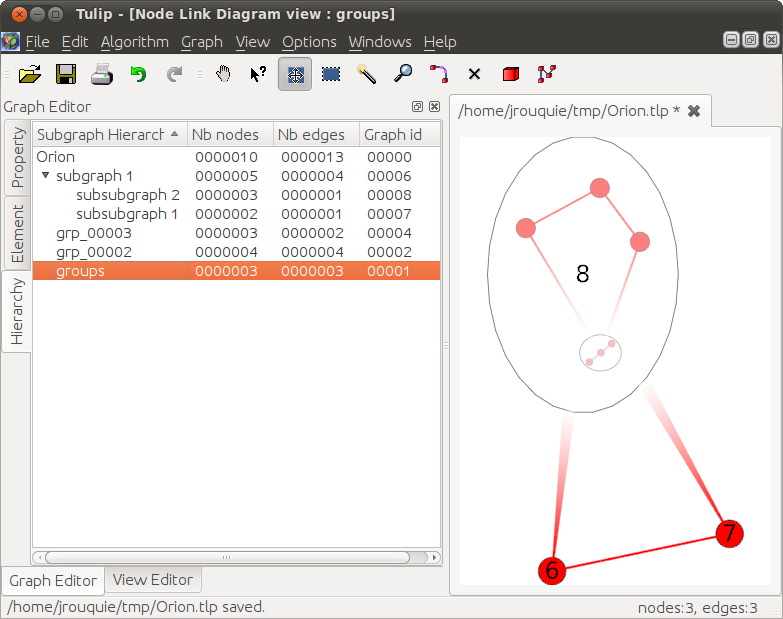 Tulip - [Node Link Diagram view : groups]
File Edit Algorithm Graph View Options Windows Help
Graph Editor
/home/jrouquie/tmp/Orion.tlp *
Property
Element
Hierarchy
Subgraph Hierarch Nb nodes Nb edges Graph id
Orion 0000010 0000013 00000
subgraph 1 0000005 0000004 00006
subsubgraph 2 0000003 0000001 00008
subsubgraph 1 0000002 0000001 00007
grp_00003 0000003 0000002 00004
grp_00002 0000004 0000004 00002
groups 0000003 0000003 00001
8
7
6
Graph Editor View Editor
/home/jrouquie/tmp/Orion.tlp saved. nodes:3, edges:3